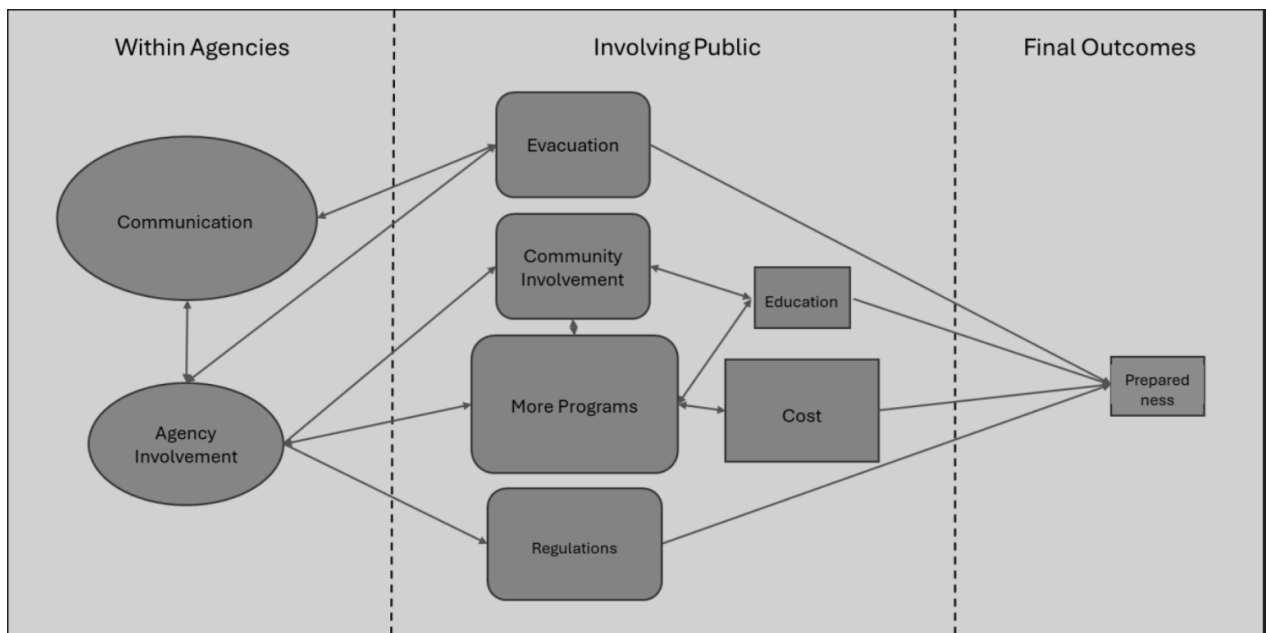 Within Agencies
Involving Public
Final Outcomes
Communication
Agency
Involvement
Evacuation
Community
Involvement
More Programs
Regulations
Education
Cost
Prepared
ness